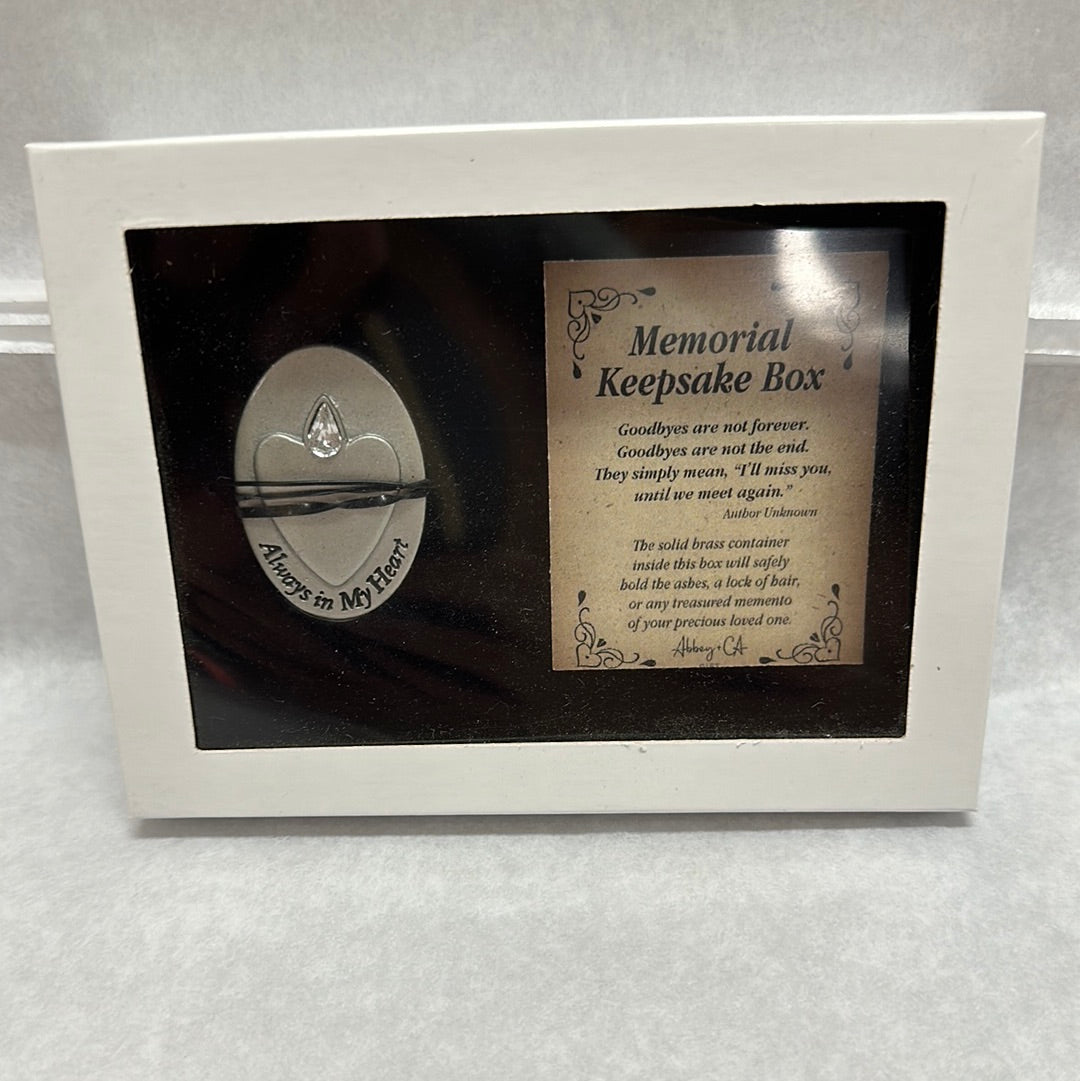 Always in My Heart
Memorial
Keepsake Box
Goodbyes are not forever.
Goodbyes are not the end.
They simply mean, “I’ll miss you,
until we meet again.”
Author Unknown
The solid brass container
inside this box will safely
hold the ashes, a lock of hair,
or any treasured memento
of your precious loved one.
Abbey + CA